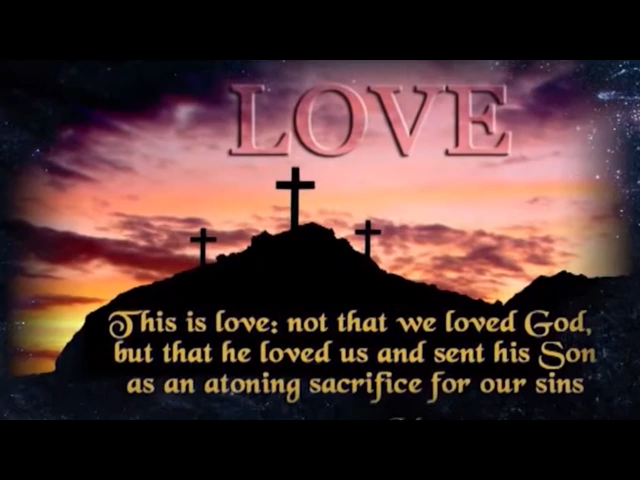 LOVE
This is love: not that we loved God,
but that he loved us and sent his Son
as an atoning sacrifice for our sins